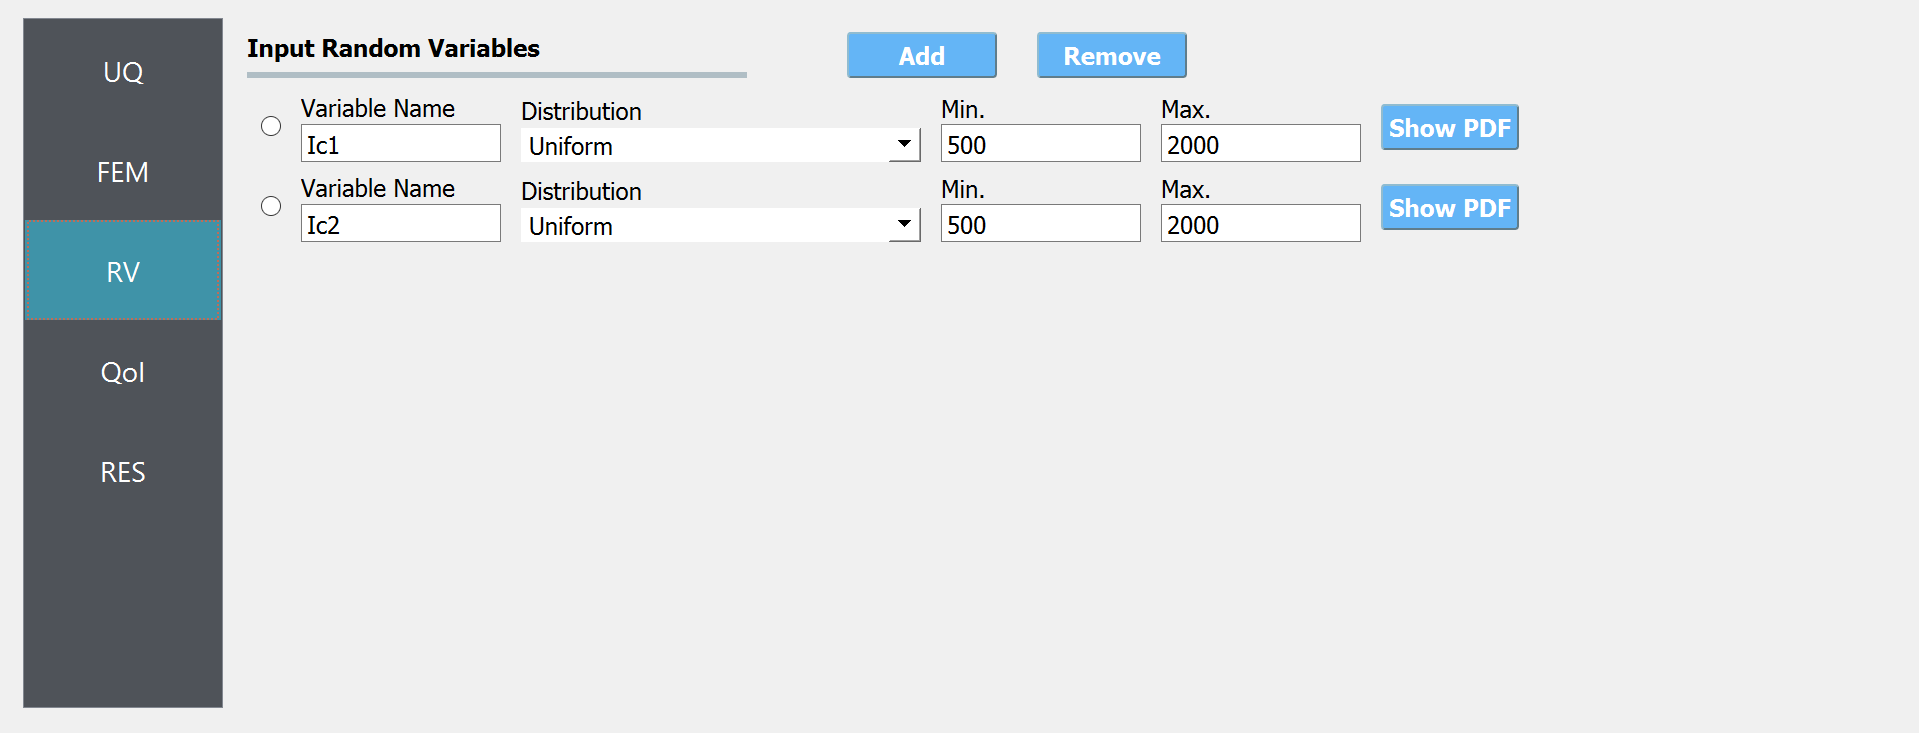 UQ
FEM
RV
QoI
RES
Input Random Variables
Add
Remove
Variable Name
Distribution
Min.
Max.
Ic1
Uniform
500
2000
Show PDF
Variable Name
Distribution
Min.
Max.
Ic2
Uniform
500
2000
Show PDF